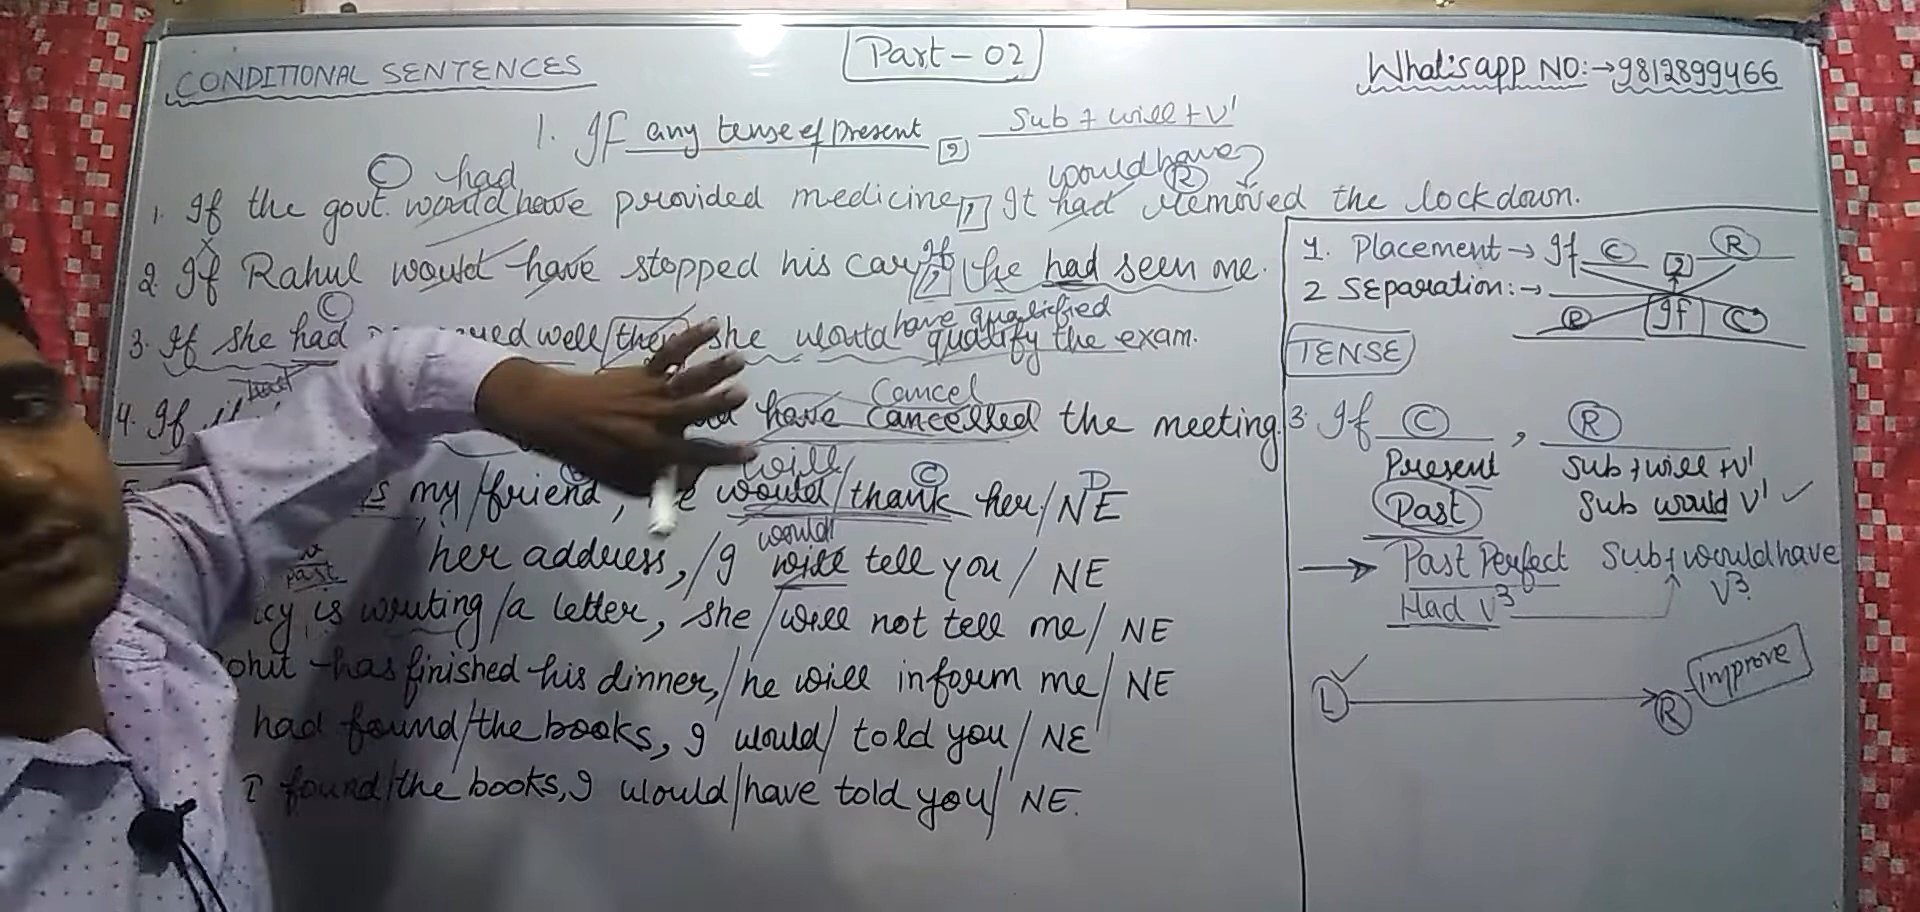 CONDITIONAL SENTENCES
Part-02
Whatsapp NO:→9812899466
1. If any tense of present , Sub + will + V¹
C had would have R
1. If the govt. would have provided medicine, It had removed the lockdown.
If
2. If Rahul would have stopped his car, he had seen me.
C have qualified
3. If she had well then she would qualify the exam.
Cancel
4. If have cancelled the meeting.
will C
is my/friend, would/thank her/NE
would
her address,/I will tell you/ NE
past
is writing/a letter, she/will not tell me/ NE
has finished his dinner,/he will inform me/ NE
had found/the books, I would/told you/ NE
I found/the books, I would/have told you/ NE.
1. Placement → If C , R
2 Separation:→
R If C
TENSE
3. If C , R
Present Sub + will + V¹
Past Sub would V¹ ✓
→ Past Perfect Sub + would have V³
Had V³
L → R Improve